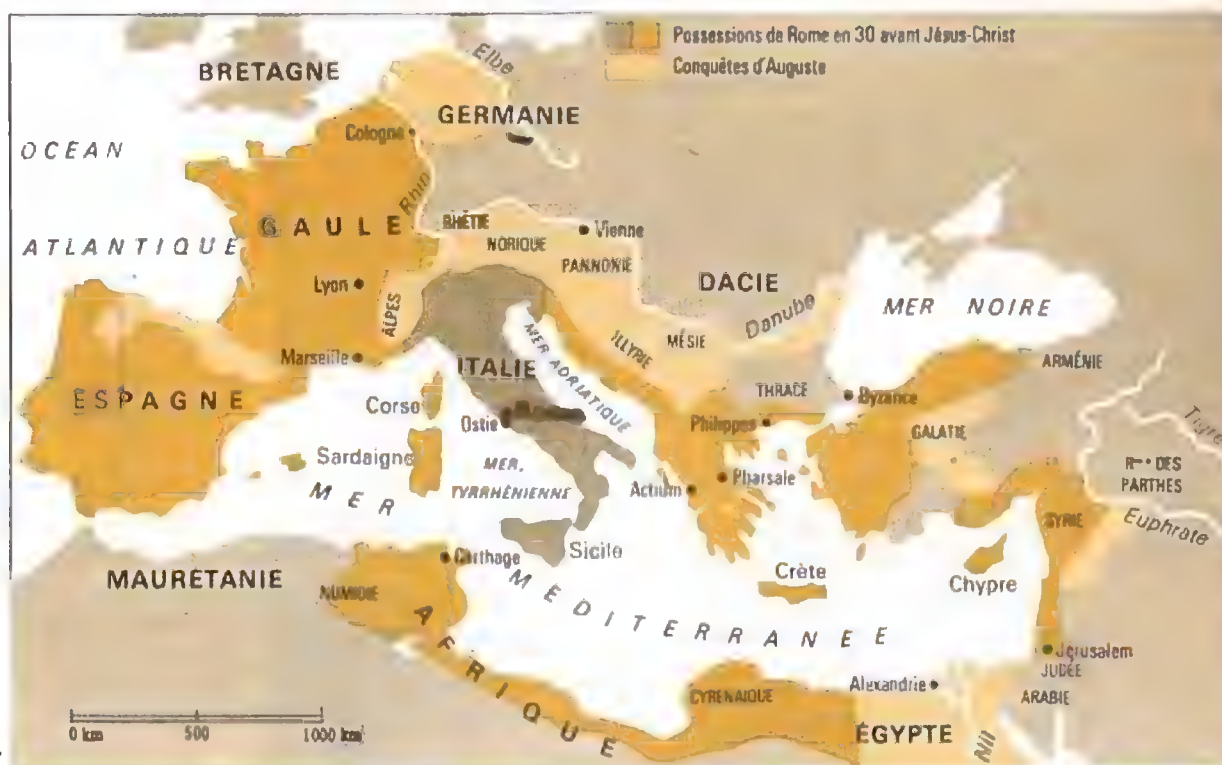 Possessions de Rome en 30 avant Jésus-Christ
Conquêtes d'Auguste
BRETAGNE
Elbe
GERMANIE
Cologne
OCEAN
ATLANTIQUE
Rhin
GAULE
RHÉTIE
NORIQUE
Vienne
PANNONIE
Lyon
ALPES
DACIE
Danube
MER NOIRE
MER ADRIATIQUE
ILLYRIE
MÉSIE
ARMÉNIE
Marseille
ITALIE
THRACE
Byzance
ESPAGNE
Corse
Ostie
Philippes
GALATIE
Tigre
Sardaigne
MER
TYRRHÉNIENNE
Actium
Pharsale
DES
PARTHES
SYRIE
Euphrate
MER
MÉDITERRANÉE
Sicile
Carthage
MAURÉTANIE
NUMIDIE
Crète
Chypre
AFRIQUE
Jérusalem
JUDÉE
CYRENAIQUE
Alexandrie
ARABIE
ÉGYPTE
Nil
0 km 500 1000 km